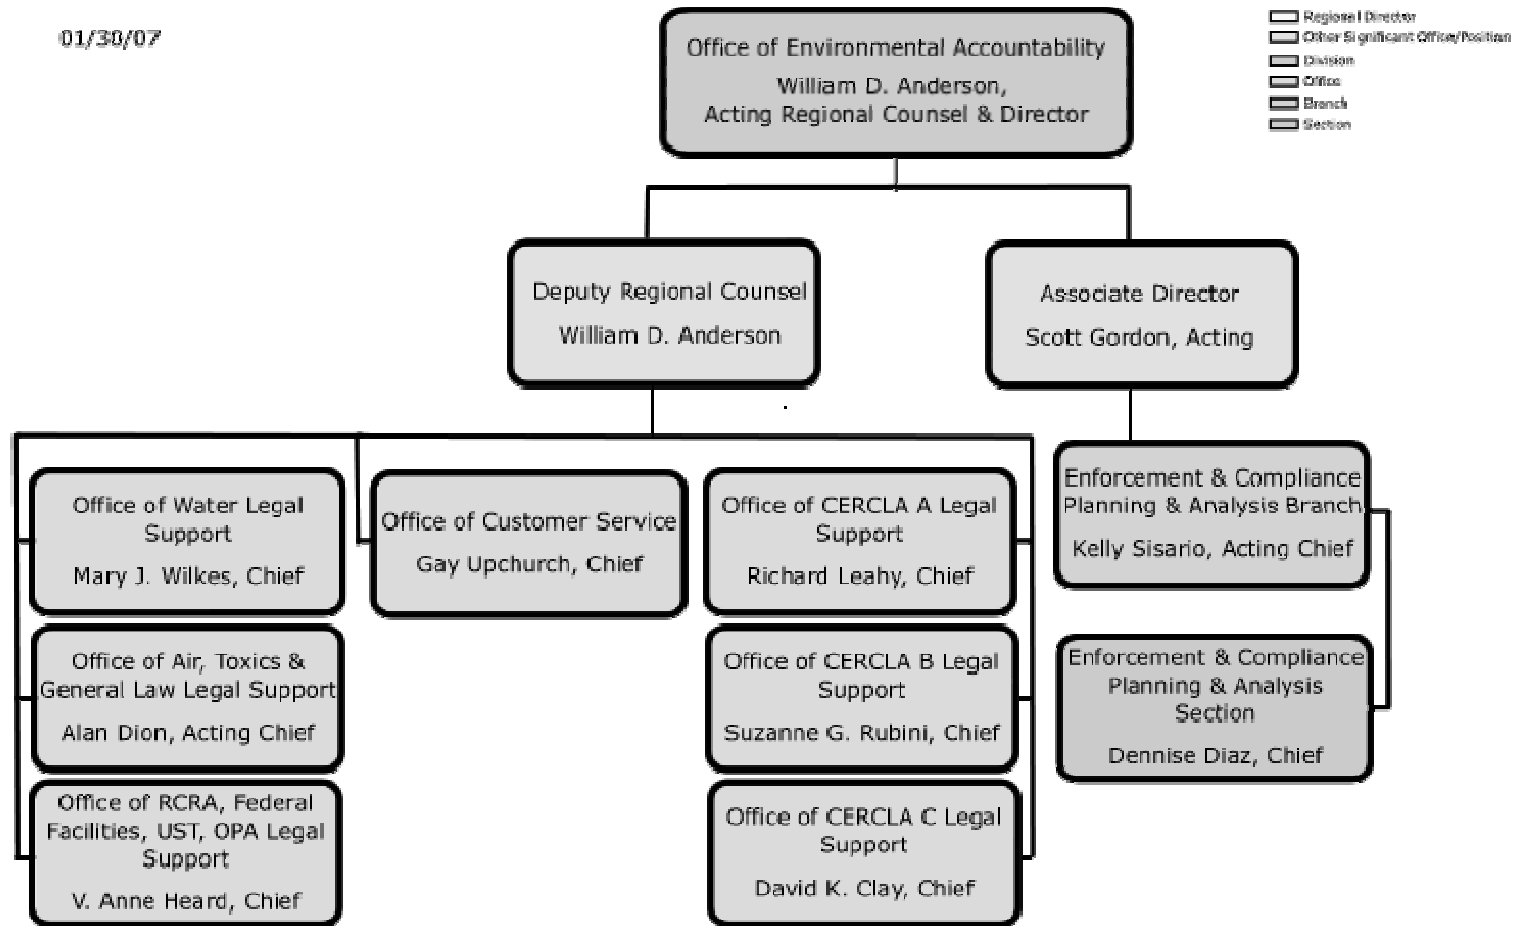 01/30/07
Regional Director
Other Significant Office/Position
Division
Office
Branch
Section
Office of Environmental Accountability
William D. Anderson,
Acting Regional Counsel & Director
Deputy Regional Counsel
William D. Anderson
Associate Director
Scott Gordon, Acting
Office of Water Legal
Support
Mary J. Wilkes, Chief
Office of Customer Service
Gay Upchurch, Chief
Office of CERCLA A Legal
Support
Richard Leahy, Chief
Enforcement & Compliance
Planning & Analysis Branch
Kelly Sisario, Acting Chief
Office of Air, Toxics &
General Law Legal Support
Alan Dion, Acting Chief
Office of CERCLA B Legal
Support
Suzanne G. Rubini, Chief
Enforcement & Compliance
Planning & Analysis
Section
Dennise Diaz, Chief
Office of RCRA, Federal
Facilities, UST, OPA Legal
Support
V. Anne Heard, Chief
Office of CERCLA C Legal
Support
David K. Clay, Chief